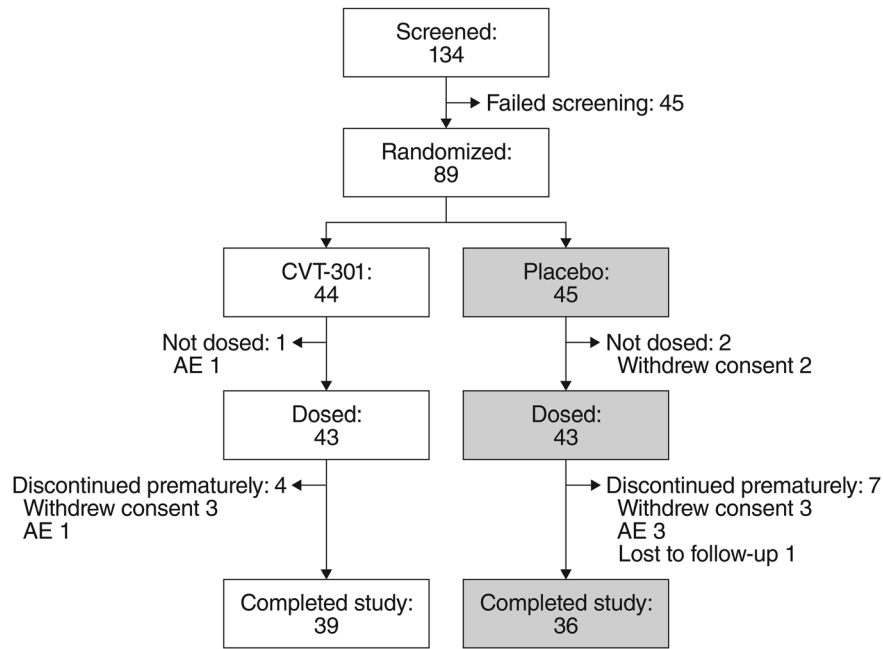 Screened:
134
Failed screening: 45
Randomized:
89
CVT-301:
44
Placebo:
45
Not dosed: 1
AE 1
Not dosed: 2
Withdrew consent 2
Dosed:
43
Dosed:
43
Discontinued prematurely: 4
Withdrew consent 3
AE 1
Discontinued prematurely: 7
Withdrew consent 3
AE 3
Lost to follow-up 1
Completed study:
39
Completed study:
36